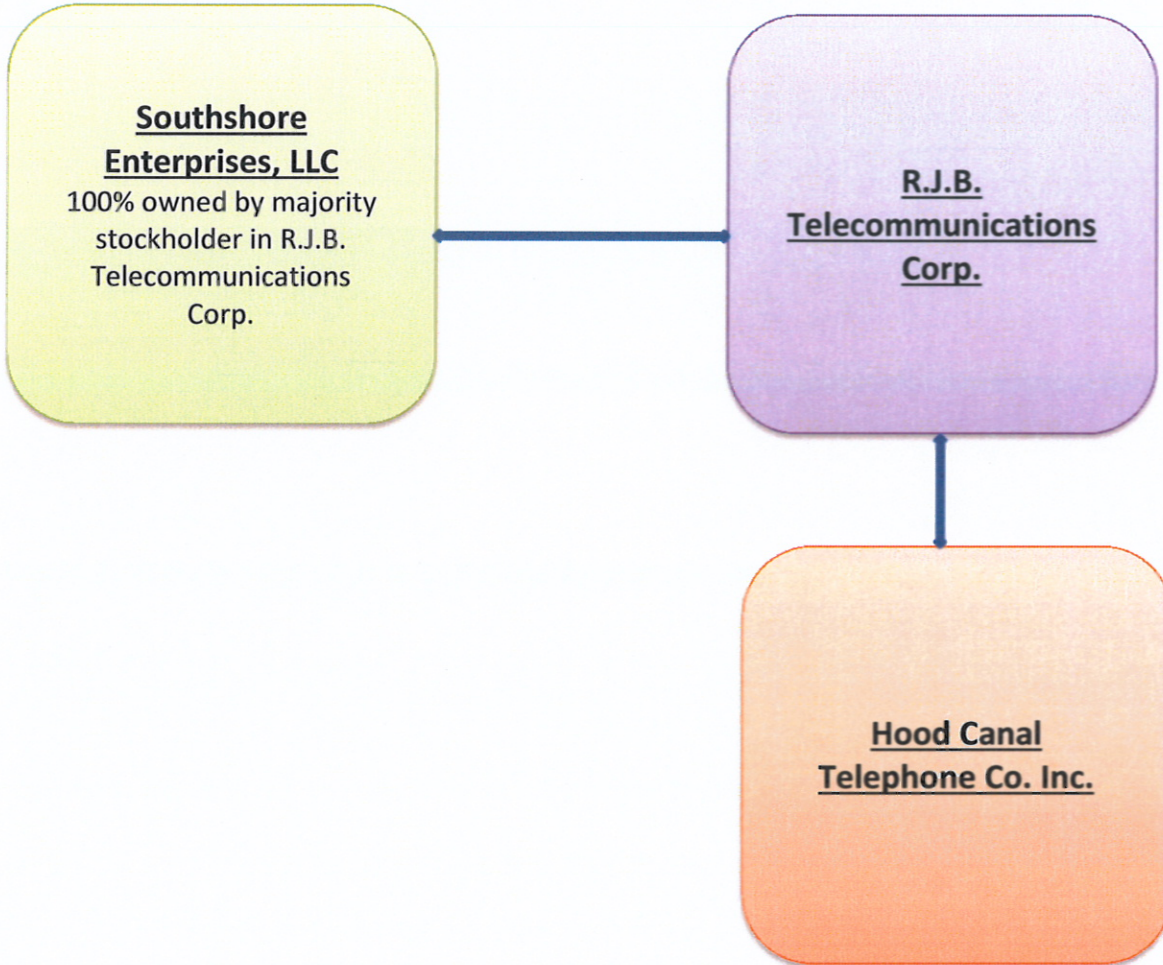 Southshore
Enterprises, LLC
100% owned by majority
stockholder in R.J.B.
Telecommunications
Corp.
R.J.B.
Telecommunications
Corp.
Hood Canal
Telephone Co. Inc.